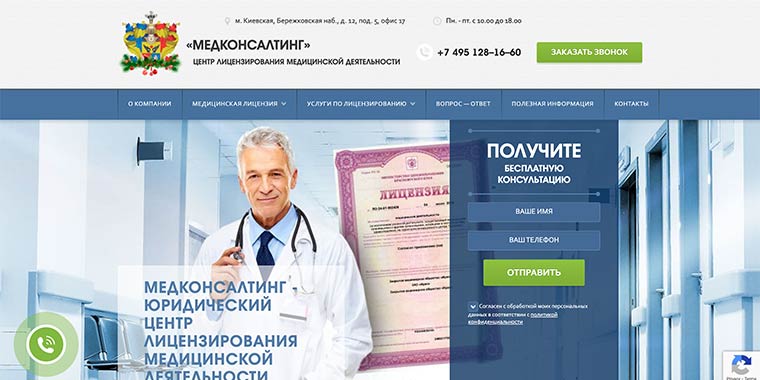 м. Киевская, Бережковская наб., д. 12, под. 5, офис 17
Пн. - пт. с 10.00 до 18.00
«МЕДКОНСАЛТИНГ»
ЦЕНТР ЛИЦЕНЗИРОВАНИЯ МЕДИЦИНСКОЙ ДЕЯТЕЛЬНОСТИ
+7 495 128–16–60
ЗАКАЗАТЬ ЗВОНОК
О КОМПАНИИ
МЕДИЦИНСКАЯ ЛИЦЕНЗИЯ
УСЛУГИ ПО ЛИЦЕНЗИРОВАНИЮ
ВОПРОС — ОТВЕТ
ПОЛЕЗНАЯ ИНФОРМАЦИЯ
КОНТАКТЫ
ЛИЦЕНЗИЯ
МЕДКОНСАЛТИНГ -
ЮРИДИЧЕСКИЙ
ЦЕНТР
ЛИЦЕНЗИРОВАНИЯ
МЕДИЦИНСКОЙ
ДЕЯТЕЛЬНОСТИ
ПОЛУЧИТЕ
БЕСПЛАТНУЮ
КОНСУЛЬТАЦИЮ
ВАШЕ ИМЯ
ВАШ ТЕЛЕФОН
ОТПРАВИТЬ
Согласен с обработкой моих персональных
данных в соответствии с политикой
конфиденциальности